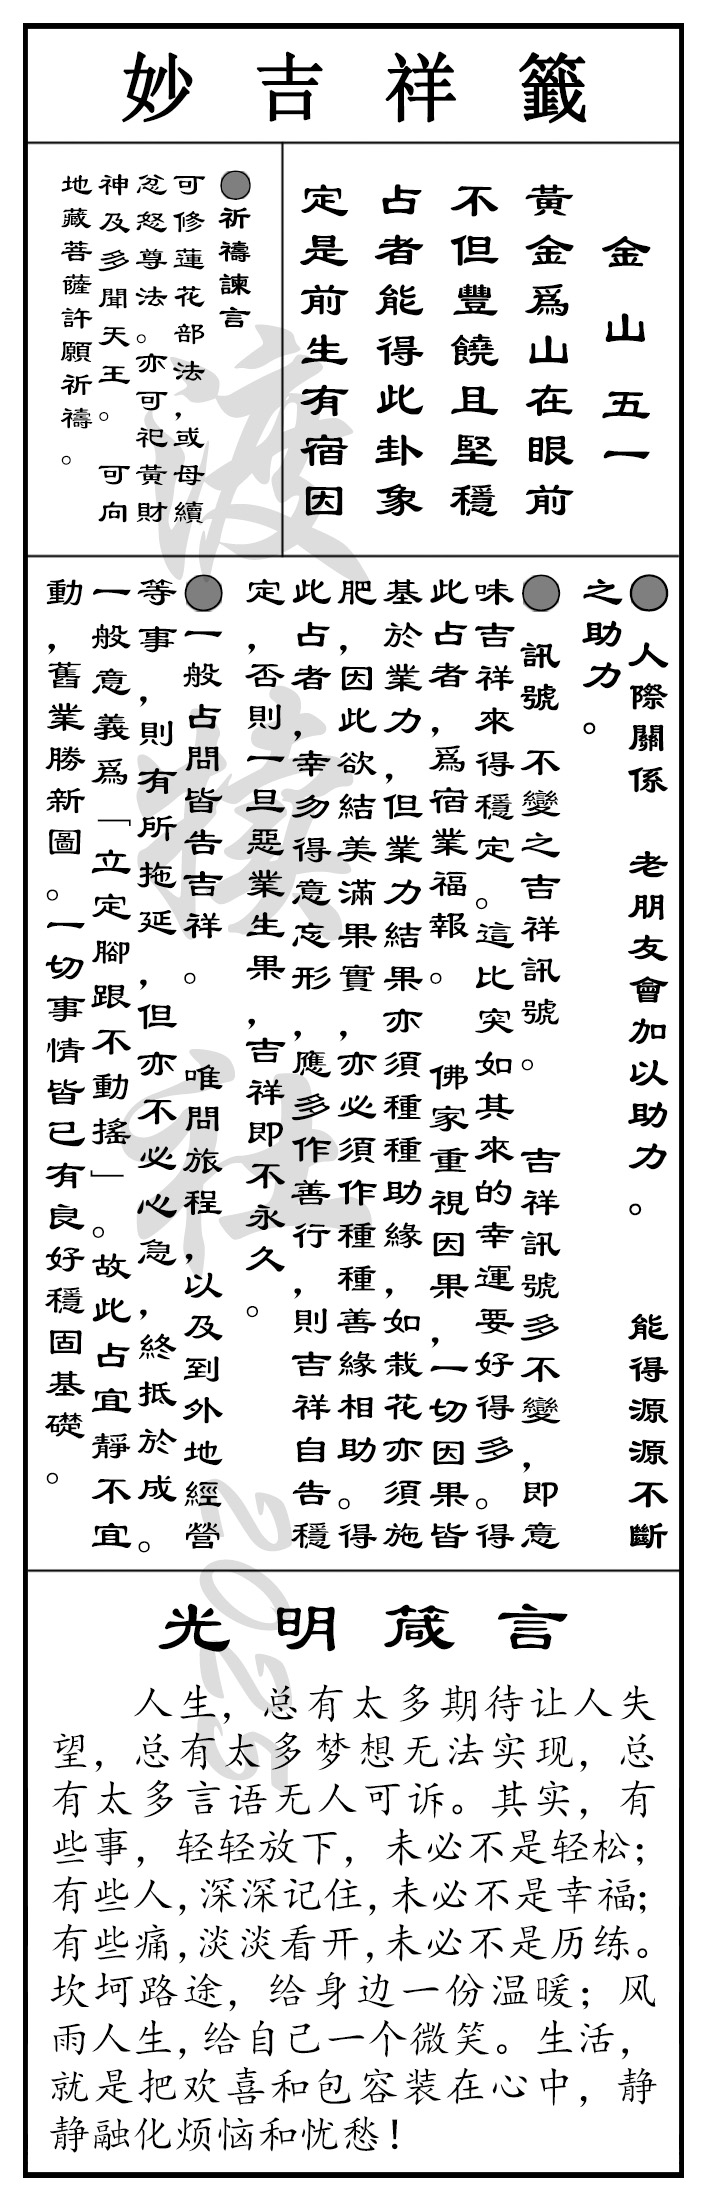 妙吉祥籤
金山五一
黃金爲山在眼前
不但豐饒且堅穩
占者能得此卦象
定是前生有宿因
●祈禱諫言
可修蓮花部法，或母續
忿怒尊法。亦可祀黃財
神及多聞天王。　可向
地藏菩薩許願祈禱。
●人際關係　老朋友會加以助力。　能得源源不斷
之助力。
●訊號　不變之吉祥訊號。　吉祥訊號多不變，即意
味吉祥來得穩定。這比突如其來的幸運要好得多。得
此占者，爲宿業福報。　佛家重視因果，一切因果皆
基於業力，但業力結果亦須種種助緣，如栽花亦須施
肥，因此欲結美滿果實，亦必須作種種善緣相助。得
此占者，幸勿得意忘形，應多作善行，則吉祥自告穩
定，否則一旦惡業生果，吉祥即不永久。
●一般占問皆告吉祥。　唯問旅程，以及到外地經營
等事，則有所拖延，但亦不必心急，終抵於成。
一般意義爲「立定腳跟不動搖」。故此占宜靜不宜
動，舊業勝新圖。一切事情皆已有良好穩固基礎。
渡愥社2025
光明箴言
人生，总有太多期待让人失
望，总有太多梦想无法实现，总
有太多言语无人可诉。其实，有
些事，轻轻放下，未必不是轻松；
有些人，深深记住，未必不是幸福；
有些痛，淡淡看开，未必不是历练。
坎坷路途，给身边一份温暖；风
雨人生，给自己一个微笑。生活，
就是把欢喜和包容装在心中，静
静融化烦恼和忧愁！